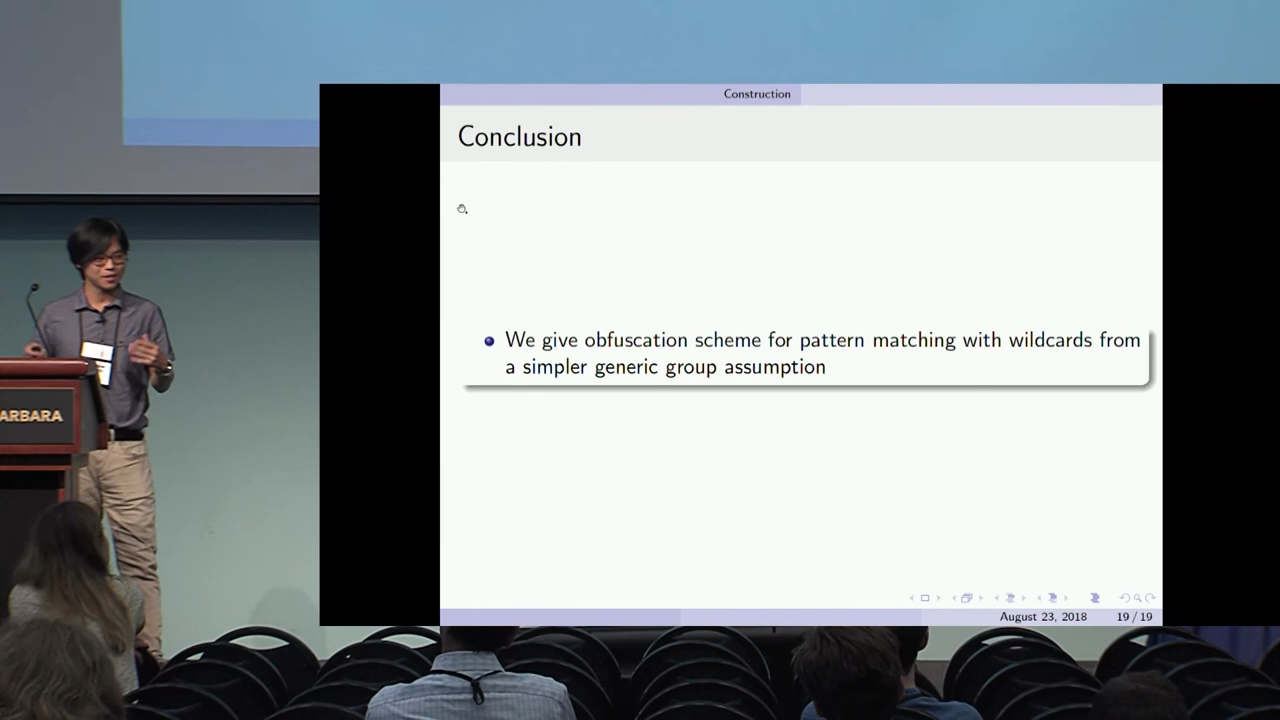 Construction
Conclusion
We give obfuscation scheme for pattern matching with wildcards from
a simpler generic group assumption
August 23, 2018 19 / 19
ARBARA